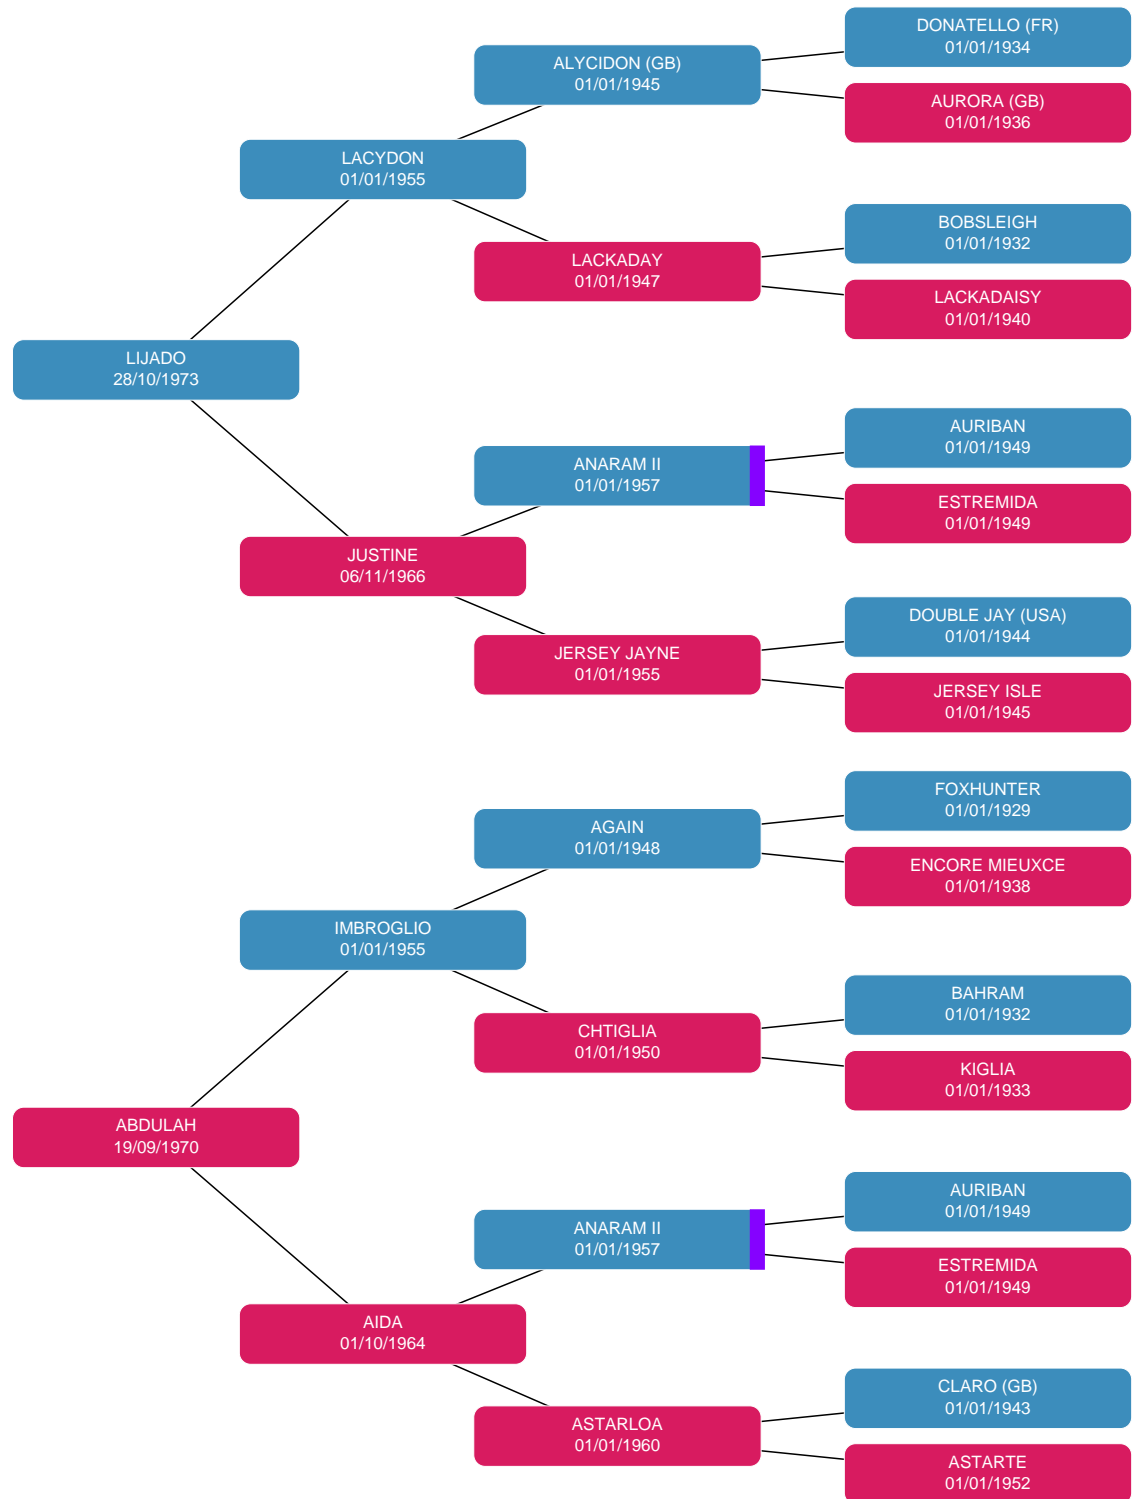 DONATELLO (FR)
01/01/1934
ALYCIDON (GB)
01/01/1945
AURORA (GB)
01/01/1936
LACYDON
01/01/1955
BOBSLEIGH
01/01/1932
LACKADAY
01/01/1947
LACKADAISY
01/01/1940
LIJADO
28/10/1973
AURIBAN
01/01/1949
ANARAM II
01/01/1957
ESTREMIDA
01/01/1949
JUSTINE
06/11/1966
DOUBLE JAY (USA)
01/01/1944
JERSEY JAYNE
01/01/1955
JERSEY ISLE
01/01/1945
FOXHUNTER
01/01/1929
AGAIN
01/01/1948
ENCORE MIEUXCE
01/01/1938
IMBROGLIO
01/01/1955
BAHRAM
01/01/1932
CHTIGLIA
01/01/1950
KIGLIA
01/01/1933
ABDULAH
19/09/1970
AURIBAN
01/01/1949
ANARAM II
01/01/1957
ESTREMIDA
01/01/1949
AIDA
01/10/1964
CLARO (GB)
01/01/1943
ASTARLOA
01/01/1960
ASTARTE
01/01/1952